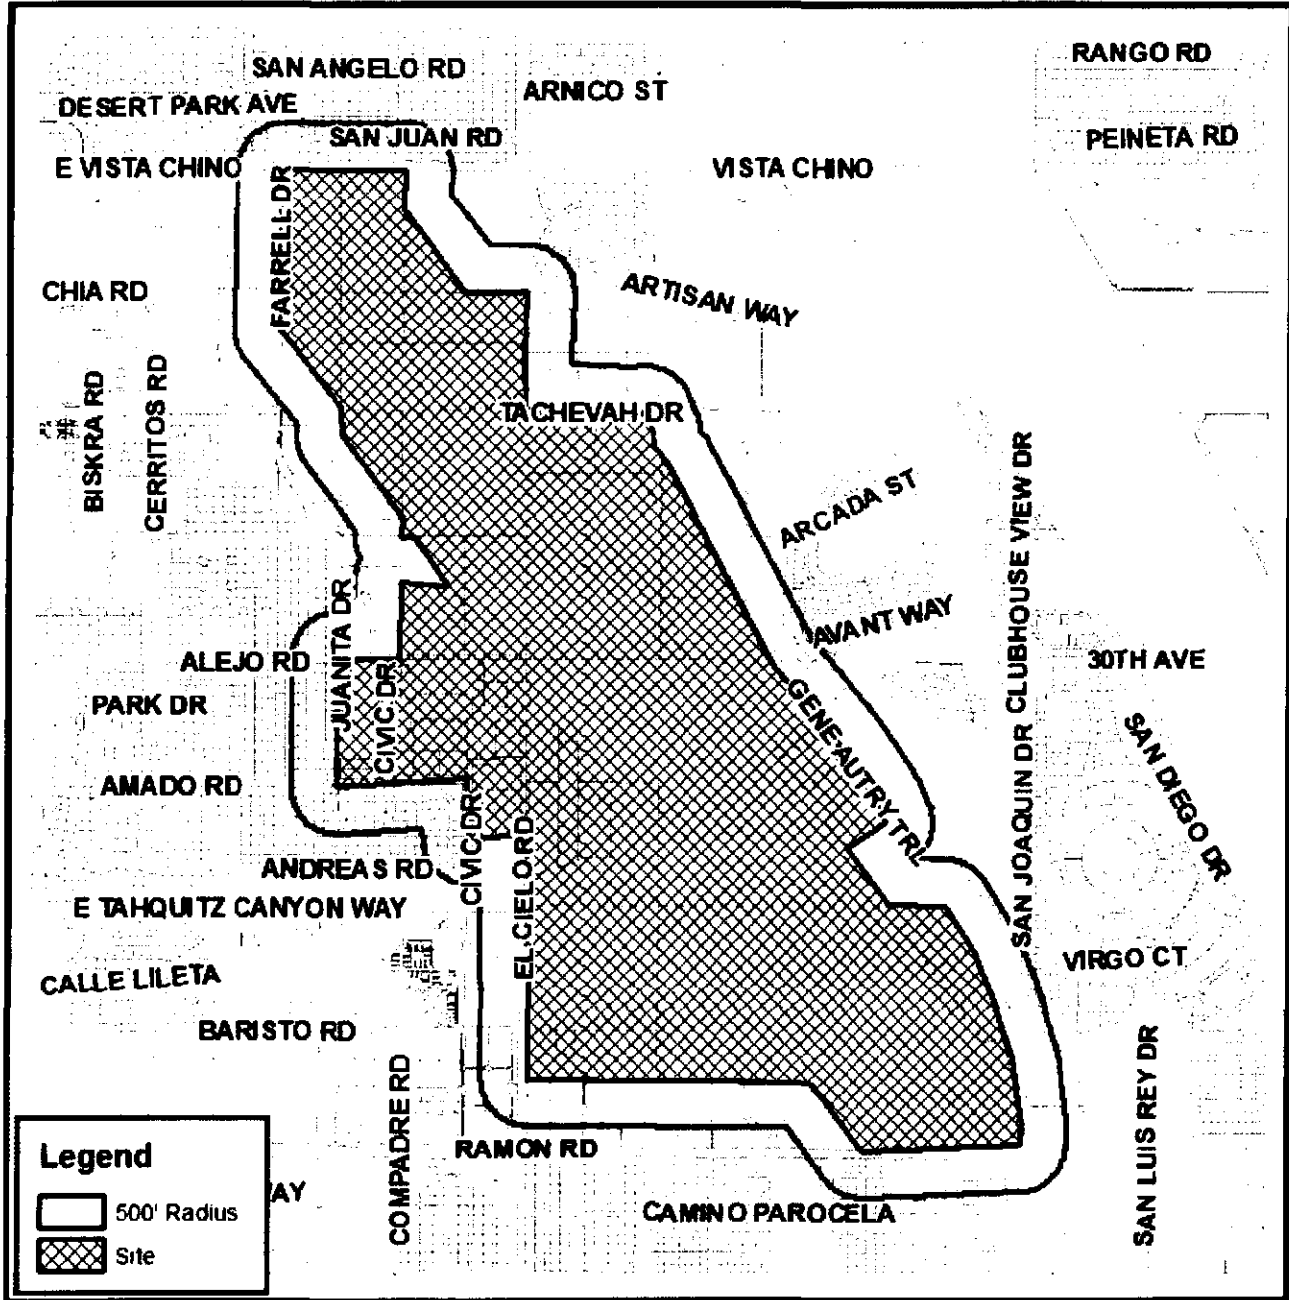 RANGO RD
SAN ANGELO RD
ARNICO ST
DESERT PARK AVE
SAN JUAN RD
PEINETA RD
E VISTA CHINO
VISTA CHINO
FARRELL DR
CHIA RD
ARTISAN WAY
BISKRA RD
CERRITOS RD
TACHEVAH DR
CLUBHOUSE VIEW DR
ARCADA ST
AVANT WAY
JUANITA DR
ALEJO RD
30TH AVE
CIVIC DR
PARK DR
GENE AUTRY TRL
SAN JOAQUIN DR
SAN DIEGO DR
AMADO RD
CIVIC DR
EL CIELO RD
ANDREAS RD
E TAHQUITZ CANYON WAY
VIRGO CT
CALLE LILETA
BARISTO RD
COMPADRE RD
SAN LUIS REY DR
RAMON RD
CAMINO PAROCELA
AY
Legend
500' Radius
Site